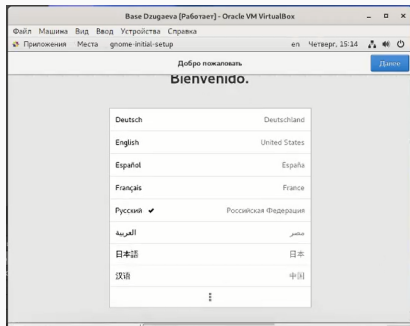 Base Dzugaeva [Работает] - Oracle VM VirtualBox
Файл Машина Вид Ввод Устройства Справка
Приложения Места gnome-initial-setup en Четверг, 15:14
Добро пожаловать Далее
Bienvenido.
Deutsch Deutschland
English United States
Español España
Français France
Русский Российская Федерация
العربية مصر
日本語 日本
汉语 中国